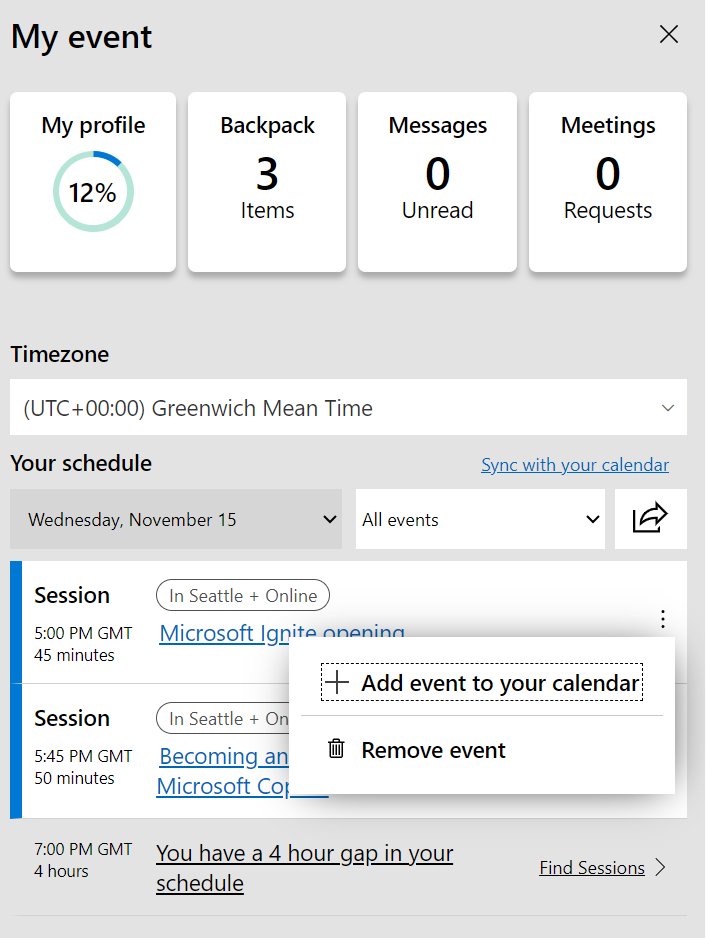 My event
My profile
12%
Backpack
3
Items
Messages
0
Unread
Meetings
0
Requests
Timezone
(UTC+00:00) Greenwich Mean Time
Your schedule
Sync with your calendar
Wednesday, November 15
All events
Session
In Seattle + Online
5:00 PM GMT
45 minutes
Microsoft Ignite opening
Add event to your calendar
Remove event
Session
In Seattle + On
5:45 PM GMT
50 minutes
Becoming an
Microsoft Cop
7:00 PM GMT
4 hours
You have a 4 hour gap in your
schedule
Find Sessions